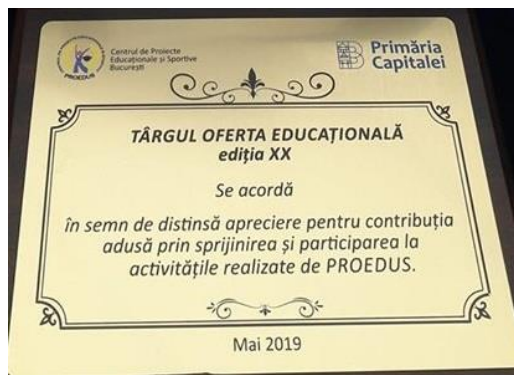 PROEDUS
Centrul de Proiecte
Educaționale și Sportive
București
Primăria
Capitalei
TÂRGUL OFERTA EDUCAȚIONALĂ
ediția XX
Se acordă
în semn de distinsă apreciere pentru contribuția
adusă prin sprijinirea și participarea la
activitățile realizate de PROEDUS.
Mai 2019